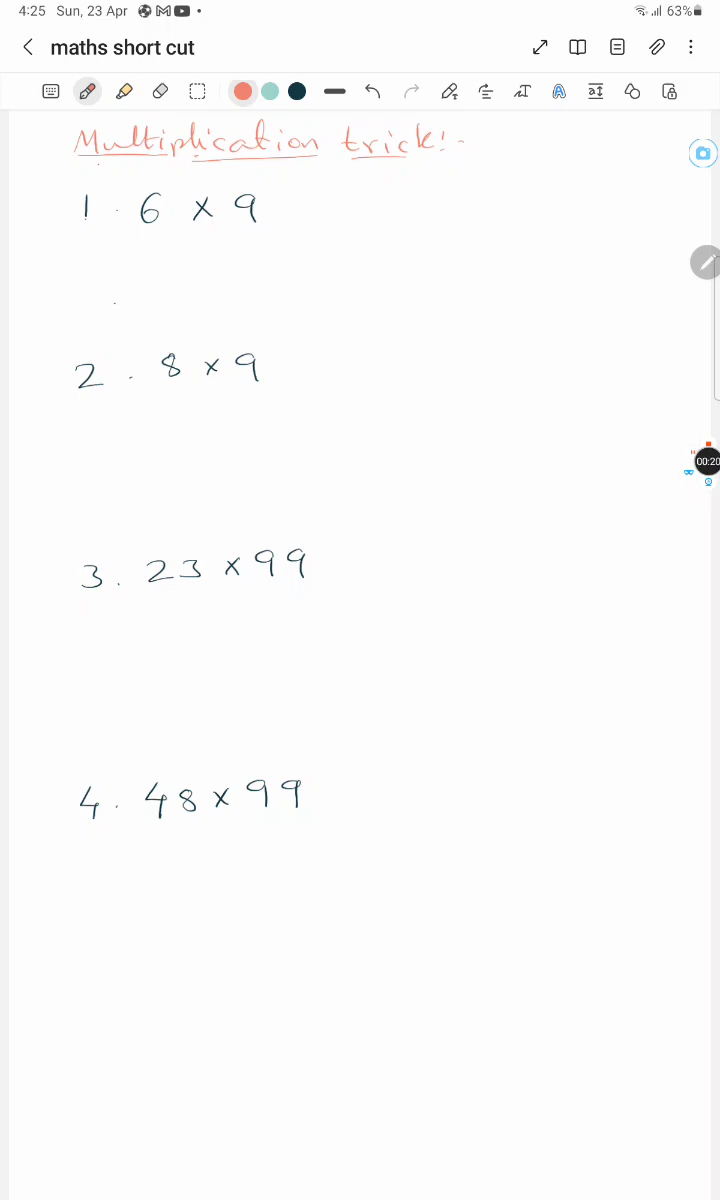 4:25 Sun, 23 Apr
63%
maths short cut
Multiplication trick:-
1. 6 x 9
2. 8 x 9
00:20
3. 23 x 99
4. 48 x 99